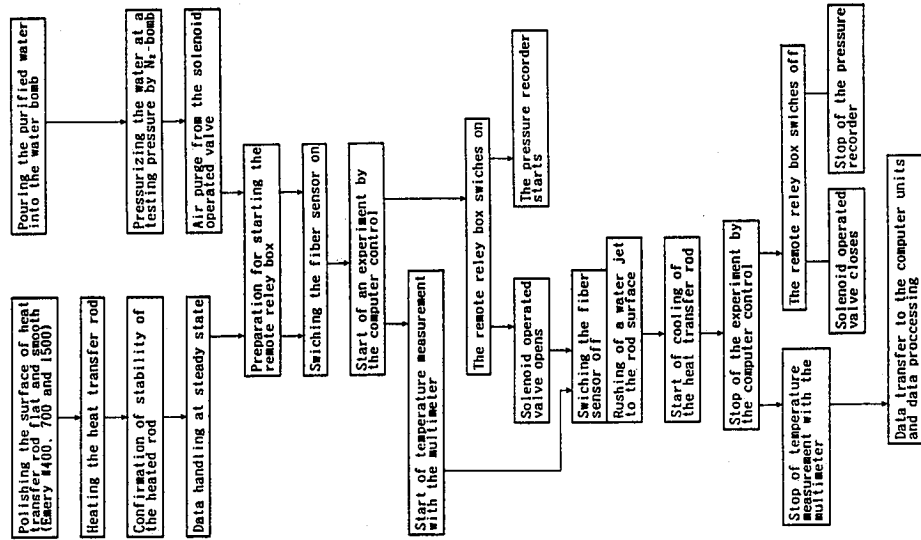 Polishing the surface of heat
transfer rod flat and smooth
(Emery #400, 700 and 1500)
Heating the heat transfer rod
Confirmation of stability of
the heated rod
Data handling at steady state
Pouring the purified water
into the water bomb
Pressurizing the water at a
testing pressure by N₂-bomb
Air purge from the solenoid
operated valve
Preparation for starting the
remote reley box
Swiching the fiber sensor on
Start of an experiment by
the computer control
Start of temperature measurement
with the multimeter
The remote reley box swiches on
Solenoid operated
valve opens
The pressure recorder
starts
Swiching the fiber
sensor off
Rushing of a water jet
to the rod surface
Start of cooling of
the heat transfer rod
Stop of the experiment by
the computer control
Stop of temperature
measurement with the
multimeter
The remote reley box swiches off
Solenoid operated
valve closes
Stop of the pressure
recorder
Data transfer to the computer units
and data processing